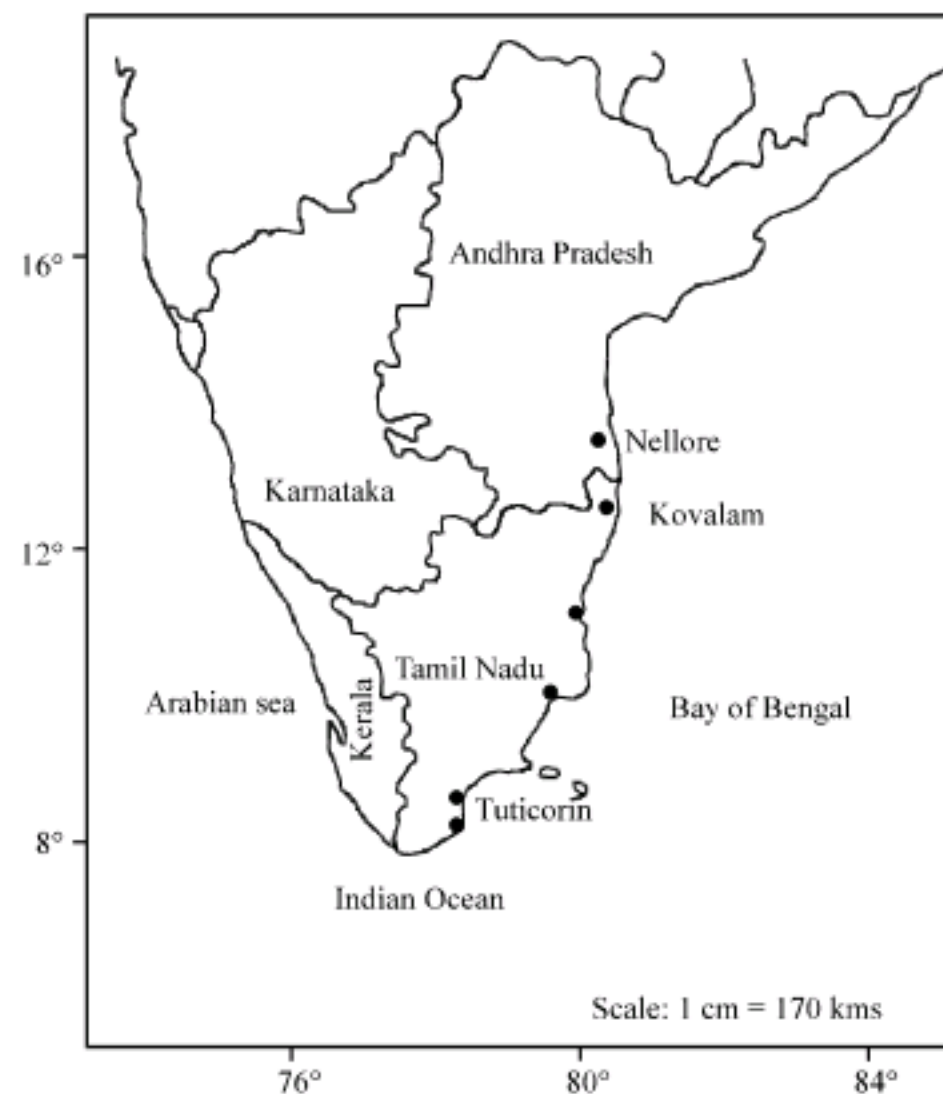 16°
Andhra Pradesh
Nellore
Karnataka
Kovalam
12°
Tamil Nadu
Arabian sea
Kerala
Bay of Bengal
Tuticorin
8°
Indian Ocean
Scale: 1 cm = 170 kms
76°
80°
84°